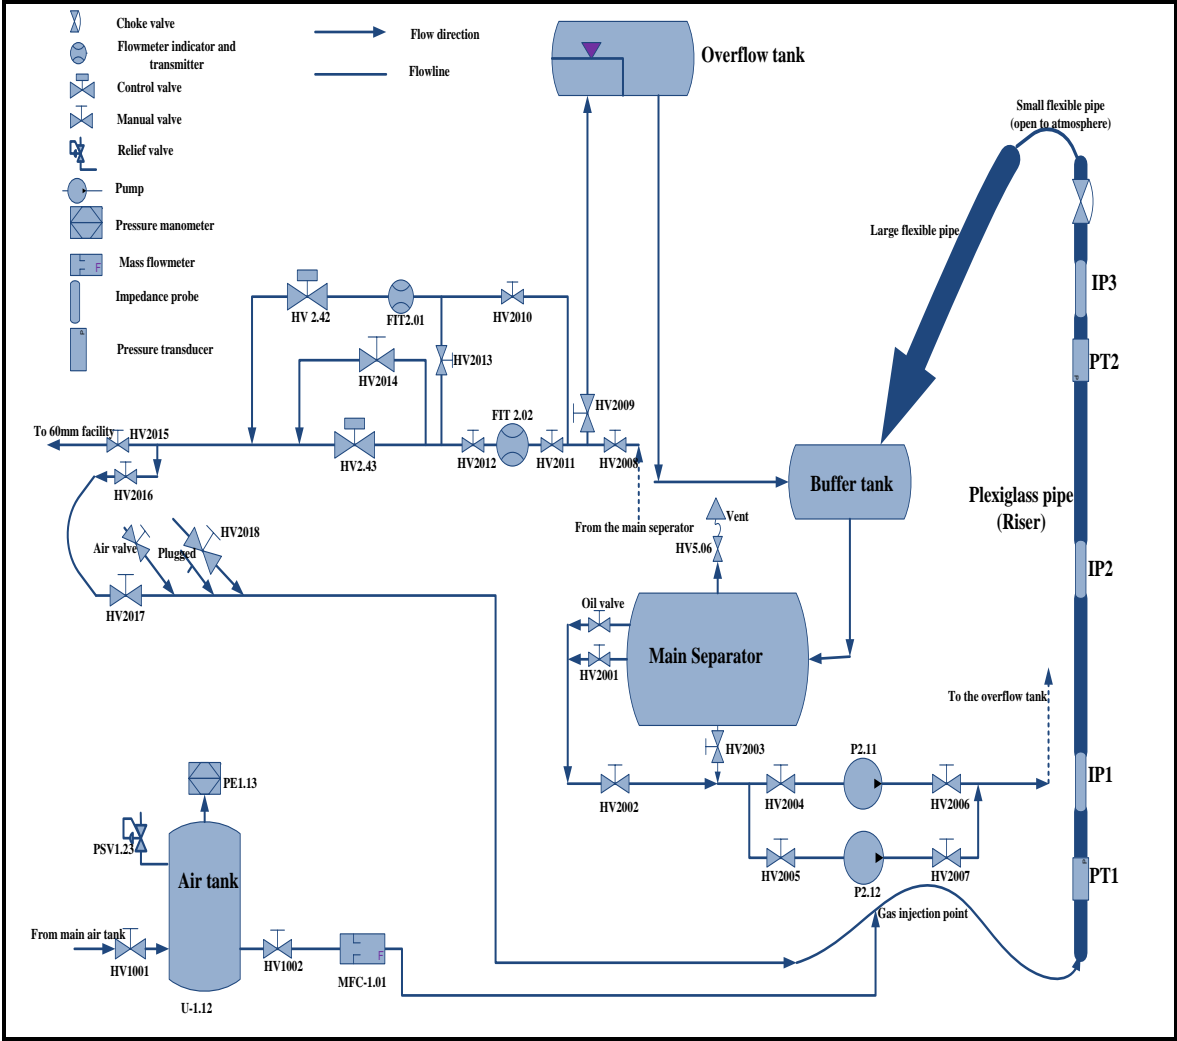 Choke valve
Flowmeter indicator and
transmitter
Control valve
Manual valve
Relief valve
Pump
Pressure manometer
F
Mass flowmeter
Impedance probe
P
Pressure transducer
Flow direction
Flowline
Overflow tank
Small flexible pipe
(open to atmosphere)
Large flexible pipe
IP3
PT2
P
HV 2.42
FIT2.01
HV2010
HV2013
HV2014
HV2009
FIT 2.02
To 60mm facility
HV2015
HV2.43
HV2012
HV2011
HV2008
HV2016
Buffer tank
Plexiglass pipe
(Riser)
From the main seperator
Vent
HV5.06
Air valve
Plugged
HV2018
IP2
HV2017
Oil valve
HV2001
Main Separator
To the overflow tank
HV2003
P2.11
IP1
HV2002
HV2004
HV2006
PE1.13
PSV1.23
HV2005
P2.12
HV2007
P
PT1
Air tank
Gas injection point
From main air tank
HV1001
HV1002
F
MFC-1.01
U-1.12